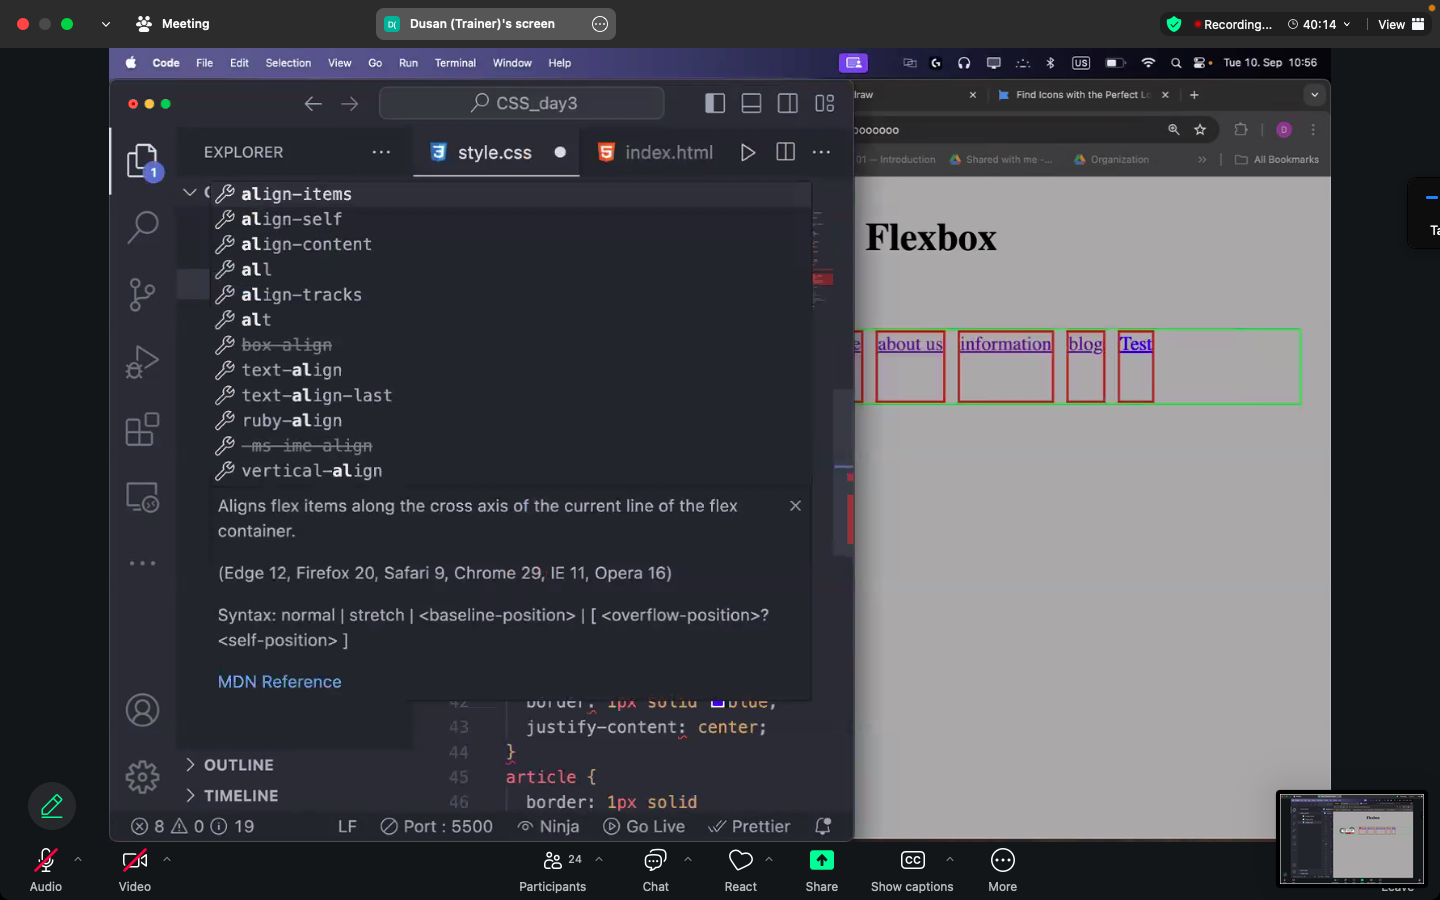 Meeting
D( Dusan (Trainer)'s screen
Recording...
40:14
View
Code File Edit Selection View Go Run Terminal Window Help
US
Tue 10. Sep 10:56
CSS_day3
Find Icons with the Perfect
EXPLORER
style.css
index.html
1
01 — Introduction
Shared with me -...
Organization
All Bookmarks
align-items
align-self
align-content
all
align-tracks
alt
box-align
text-align
text-align-last
ruby-align
-ms-ime-align
vertical-align
Aligns flex items along the cross axis of the current line of the flex
container.
(Edge 12, Firefox 20, Safari 9, Chrome 29, IE 11, Opera 16)
Syntax: normal | stretch | <baseline-position> | [ <overflow-position>?
<self-position> ]
MDN Reference
42 border: 1px solid blue;
43 justify-content: center;
44 }
45 article {
46 border: 1px solid
OUTLINE
TIMELINE
8 0 19
LF
Port : 5500
Ninja
Go Live
Prettier
Flexbox
about us
information
blog
Test
Audio
Video
Participants
24
Chat
React
Share
CC
Show captions
More